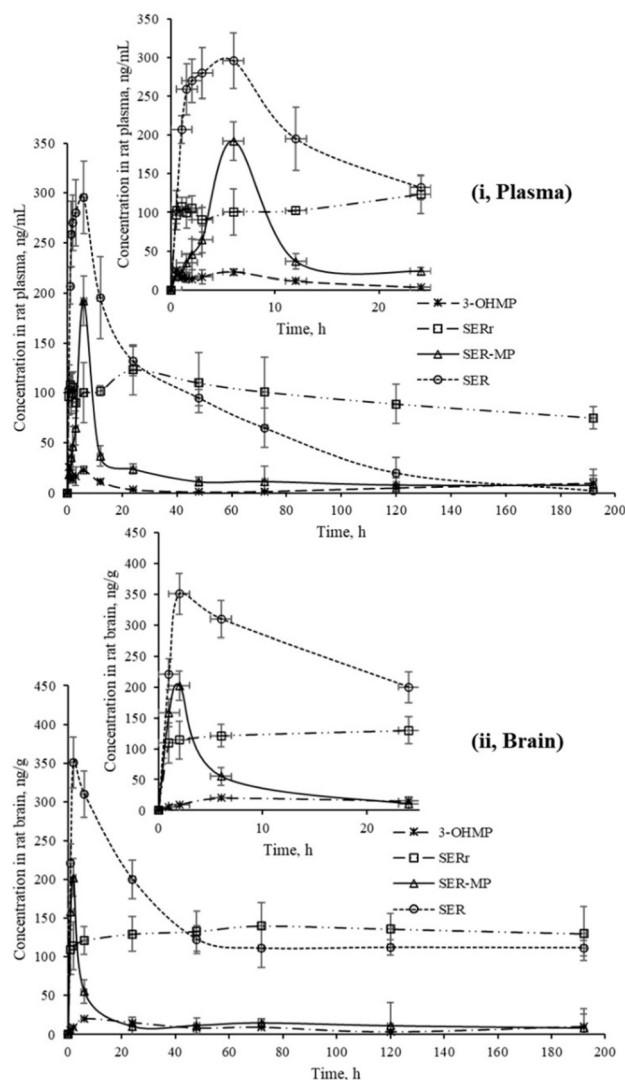 Concentration in rat plasma, ng/mL
350
300
250
200
150
100
50
0
0 10 20
Time, h
(i, Plasma)
3-OHMP
SERr
SER-MP
SER
Concentration in rat plasma, ng/mL
350
300
250
200
150
100
50
0
0 20 40 60 80 100 120 140 160 180 200
Time, h
Concentration in rat brain, ng/g
450
400
350
300
250
200
150
100
50
0
0 10 20
Time, h
(ii, Brain)
3-OHMP
SERr
SER-MP
SER
Concentration in rat brain, ng/g
450
400
350
300
250
200
150
100
50
0
0 20 40 60 80 100 120 140 160 180 200
Time, h